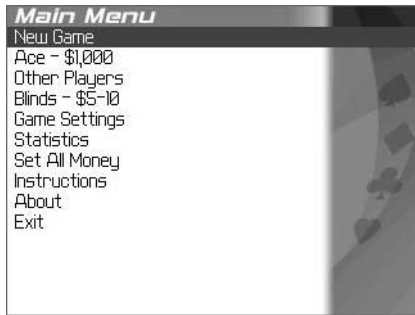 Main Menu
New Game
Ace - $1,000
Other Players
Blinds - $5-10
Game Settings
Statistics
Set All Money
Instructions
About
Exit